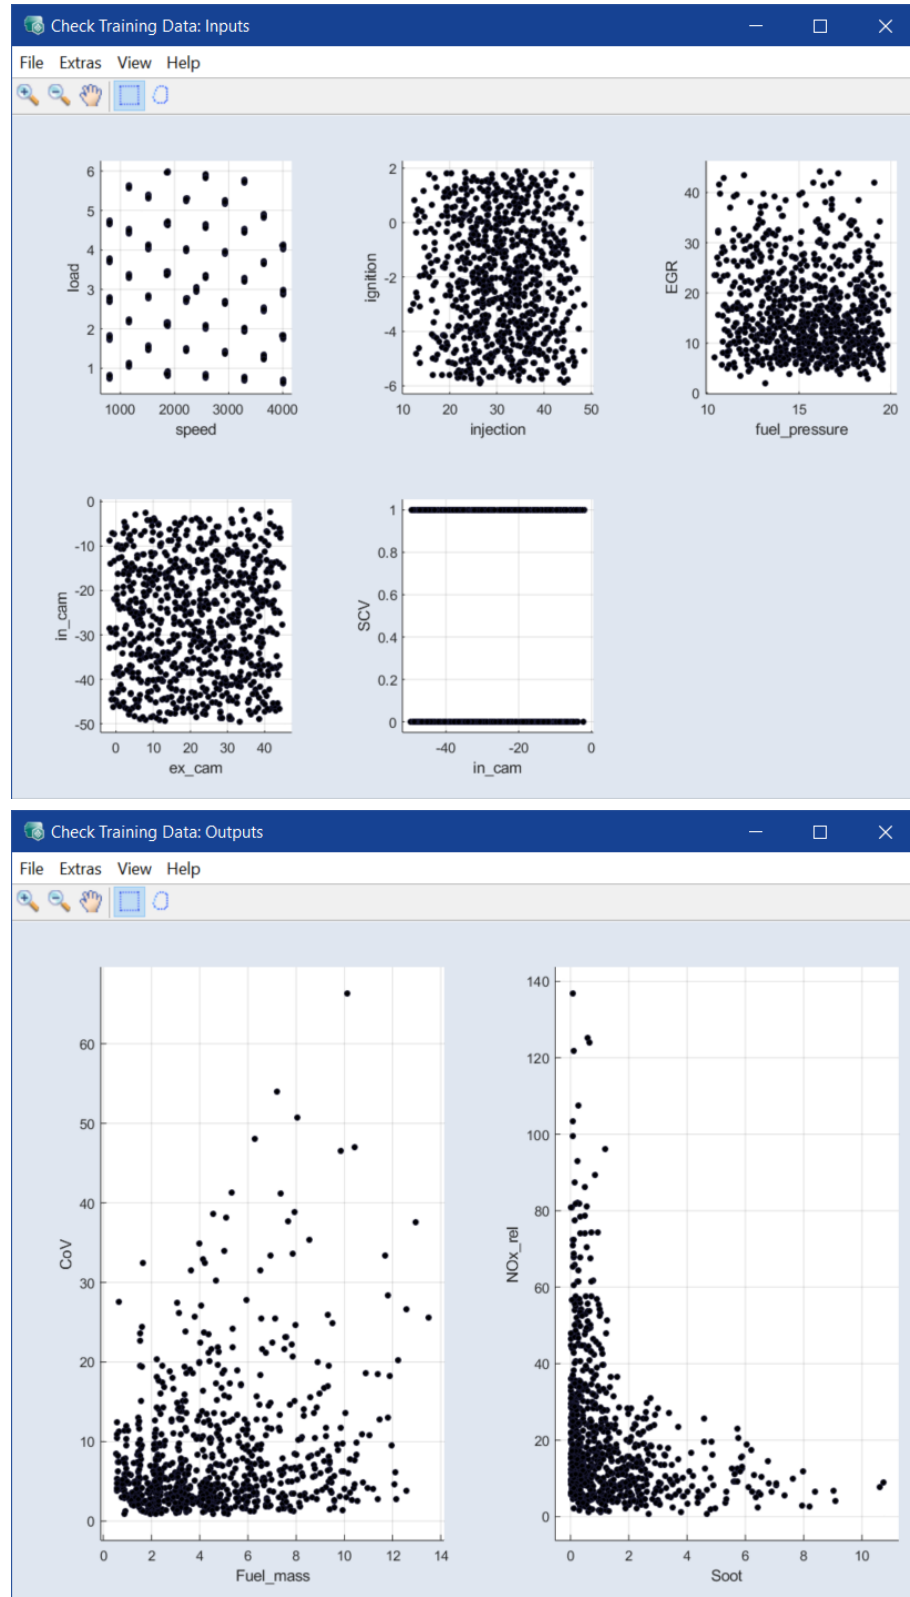 Check Training Data: Inputs
File Extras View Help
6
5
4
3
2
1
load
1000 2000 3000 4000
speed
2
0
-2
-4
-6
ignition
10 20 30 40 50
injection
40
30
20
10
0
EGR
10 15 20
fuel_pressure
0
-10
-20
-30
-40
-50
in_cam
0 10 20 30 40
ex_cam
1
0.8
0.6
0.4
0.2
0
SCV
-40 -20 0
in_cam
Check Training Data: Outputs
File Extras View Help
60
50
40
30
20
10
0
CoV
0 2 4 6 8 10 12 14
Fuel_mass
140
120
100
80
60
40
20
0
NOx_rel
0 2 4 6 8 10
Soot